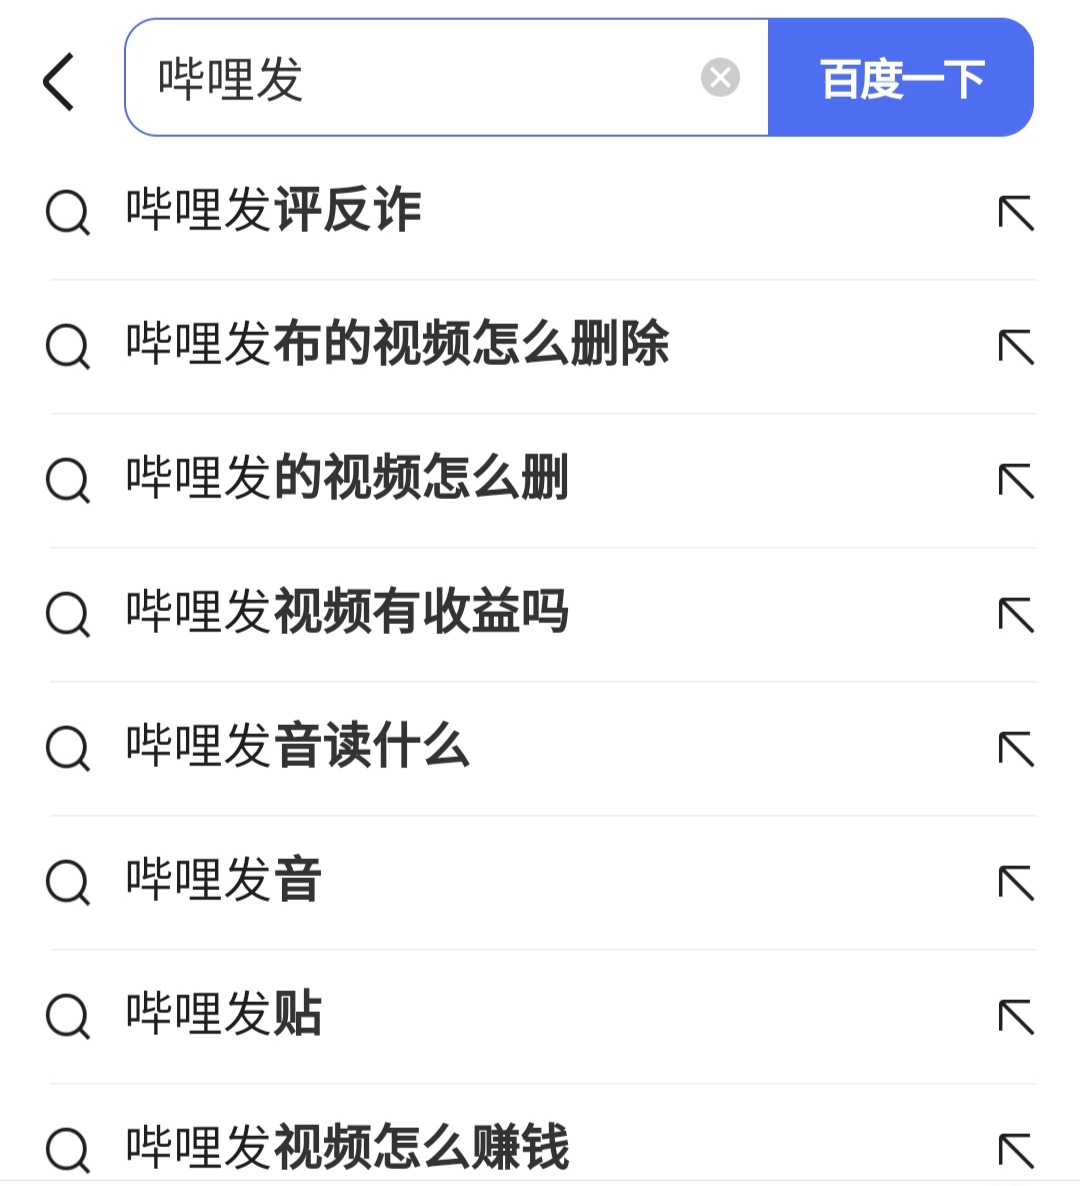 哔哩发
百度一下
哔哩发评反诈
哔哩发布的视频怎么删除
哔哩发的视频怎么删
哔哩发视频有收益吗
哔哩发音读什么
哔哩发音
哔哩发贴
哔哩发视频怎么赚钱